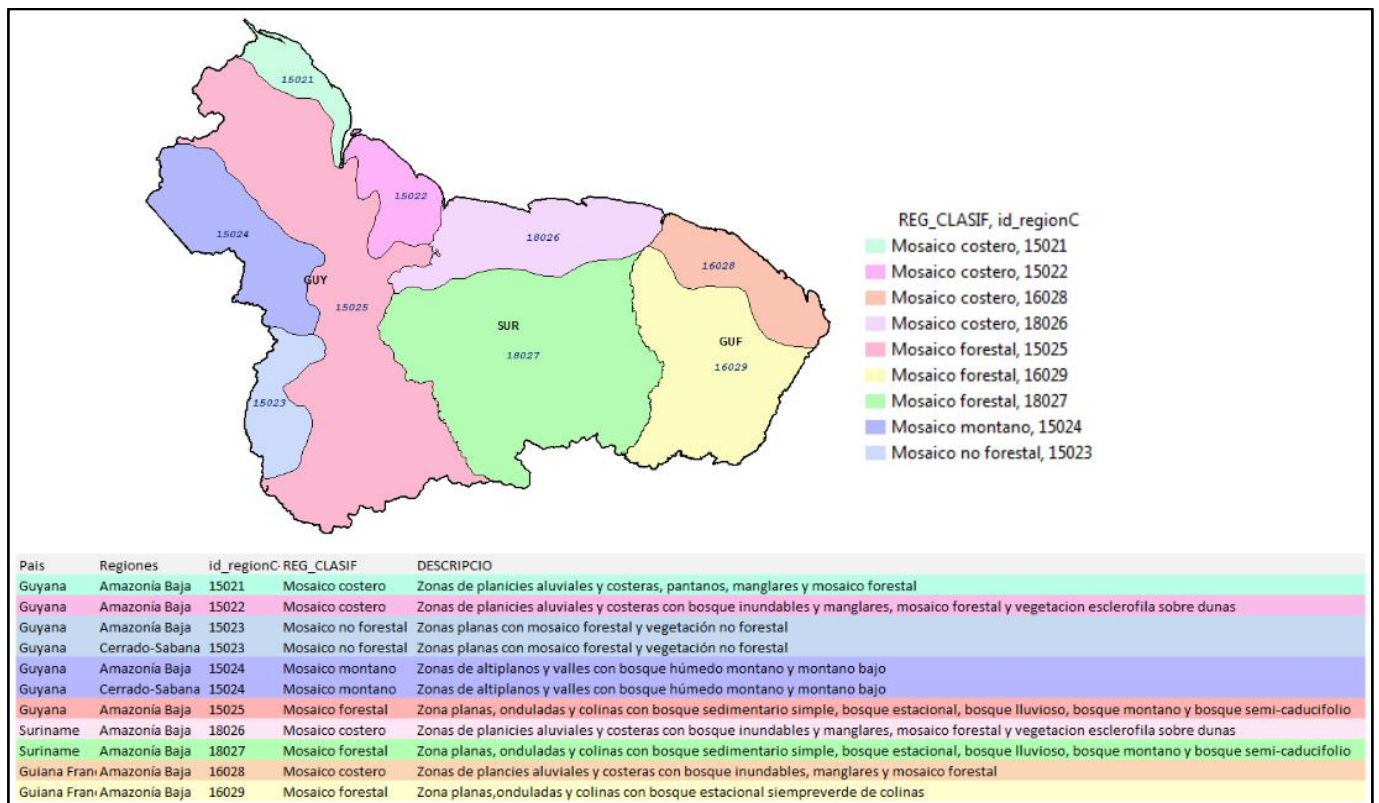 15021
15022
15024
18026
16028
GUY
15025
SUR
18027
GUF
16029
15023
REG_CLASIF, id_regionC
Mosaico costero, 15021
Mosaico costero, 15022
Mosaico costero, 16028
Mosaico costero, 18026
Mosaico forestal, 15025
Mosaico forestal, 16029
Mosaico forestal, 18027
Mosaico montano, 15024
Mosaico no forestal, 15023
Pais Regiones id_regionC REG_CLASIF DESCRIPCIO
Guyana Amazonía Baja 15021 Mosaico costero Zonas de planicies aluviales y costeras, pantanos, manglares y mosaico forestal
Guyana Amazonía Baja 15022 Mosaico costero Zonas de planicies aluviales y costeras con bosque inundables y manglares, mosaico forestal y vegetacion esclerofila sobre dunas
Guyana Amazonía Baja 15023 Mosaico no forestal Zonas planas con mosaico forestal y vegetación no forestal
Guyana Cerrado-Sabana 15023 Mosaico no forestal Zonas planas con mosaico forestal y vegetación no forestal
Guyana Amazonía Baja 15024 Mosaico montano Zonas de altiplanos y valles con bosque húmedo montano y montano bajo
Guyana Cerrado-Sabana 15024 Mosaico montano Zonas de altiplanos y valles con bosque húmedo montano y montano bajo
Guyana Amazonía Baja 15025 Mosaico forestal Zona planas, onduladas y colinas con bosque sedimentario simple, bosque estacional, bosque lluvioso, bosque montano y bosque semi-caducifolio
Suriname Amazonía Baja 18026 Mosaico costero Zonas de planicies aluviales y costeras con bosque inundables y manglares, mosaico forestal y vegetacion esclerofila sobre dunas
Suriname Amazonía Baja 18027 Mosaico forestal Zona planas, onduladas y colinas con bosque sedimentario simple, bosque estacional, bosque lluvioso, bosque montano y bosque semi-caducifolio
Guiana Fran Amazonía Baja 16028 Mosaico costero Zonas de plancies aluviales y costeras con bosque inundables, manglares y mosaico forestal
Guiana Fran Amazonía Baja 16029 Mosaico forestal Zona planas,onduladas y colinas con bosque estacional siempreverde de colinas